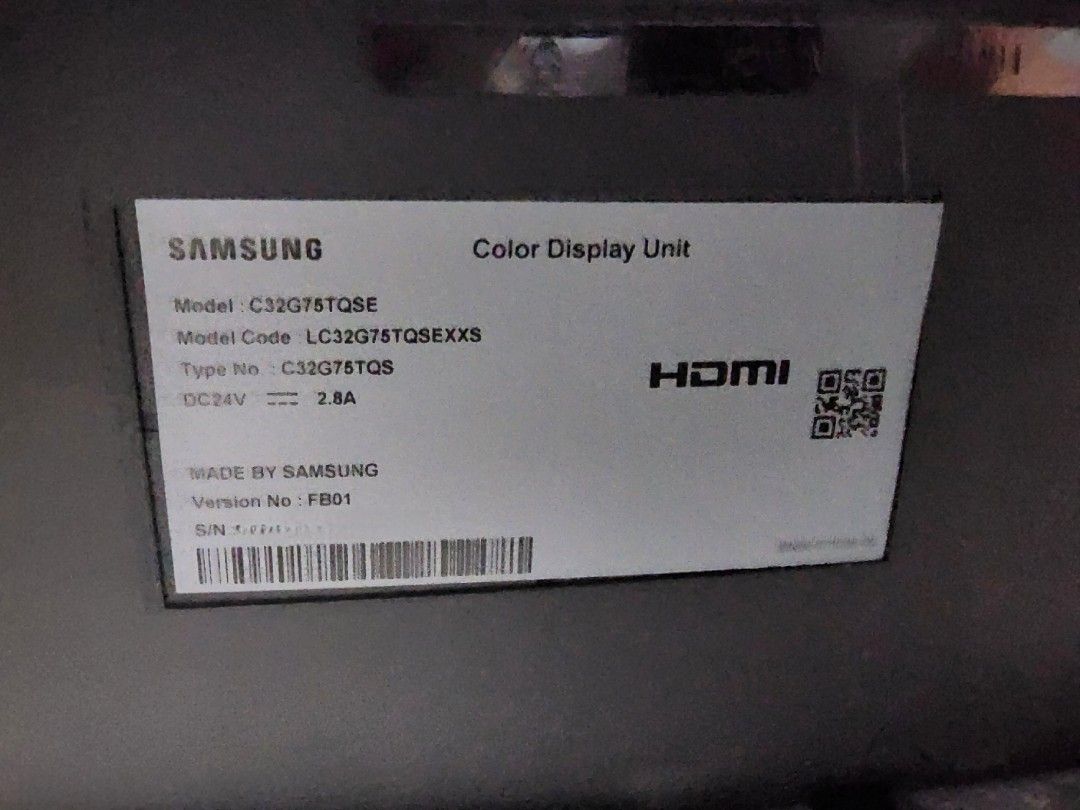 SAMSUNG
Color Display Unit
Model : C32G75TQSE
Model Code : LC32G75TQSEXXS
Type No. : C32G75TQS
DC24V ⎓ 2.8A
HDMI
MADE BY SAMSUNG
Version No : FB01
S/N